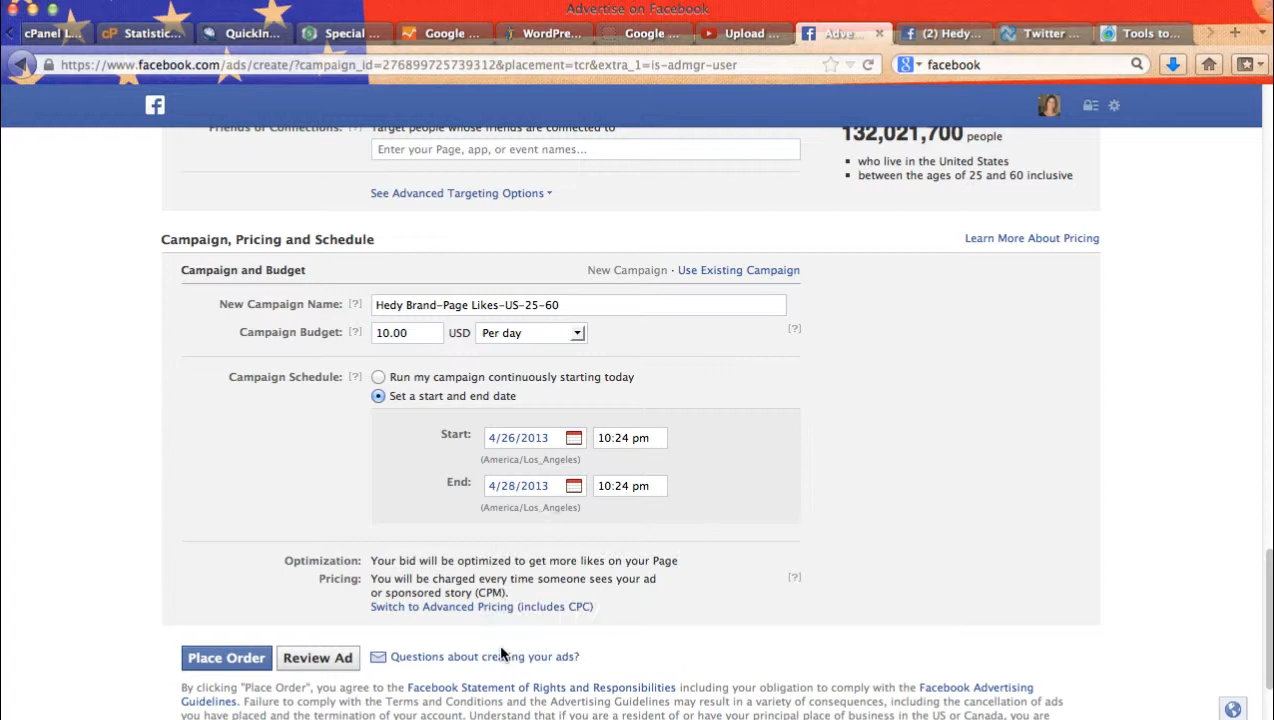 Advertise on Facebook
cPanel L...
cP Statistic...
QuickIn...
Special ...
Google ...
WordPre...
Google ...
Upload ...
Adve...
(2) Hedy...
Twitter ...
Tools to...
https://www.facebook.com/ads/create/?campaign_id=276899725739312&placement=tcr&extra_1=is-admgr-user
facebook
Friends of Connections: [?] Target people whose friends are connected to
132,021,700 people
Enter your Page, app, or event names...
who live in the United States
between the ages of 25 and 60 inclusive
See Advanced Targeting Options
Campaign, Pricing and Schedule
Learn More About Pricing
Campaign and Budget
New Campaign · Use Existing Campaign
New Campaign Name: [?] Hedy Brand-Page Likes-US-25-60
Campaign Budget: [?] 10.00 USD Per day [?]
Campaign Schedule: [?] Run my campaign continuously starting today
Set a start and end date
Start: 4/26/2013 10:24 pm
(America/Los_Angeles)
End: 4/28/2013 10:24 pm
(America/Los_Angeles)
Optimization: Your bid will be optimized to get more likes on your Page
Pricing: You will be charged every time someone sees your ad [?]
or sponsored story (CPM).
Switch to Advanced Pricing (includes CPC)
Place Order Review Ad Questions about creating your ads?
By clicking "Place Order", you agree to the Facebook Statement of Rights and Responsibilities including your obligation to comply with the Facebook Advertising
Guidelines. Failure to comply with the Terms and Conditions and the Advertising Guidelines may result in a variety of consequences, including the cancellation of ads
you have placed and the termination of your account. Understand that if you are a resident of or have your principal place of business in the US or Canada, you are